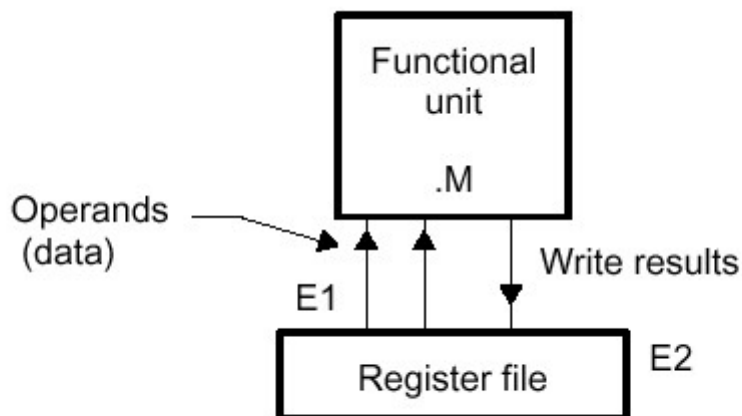 Functional
unit
.M
Operands
(data)
Write results
E1
E2
Register file